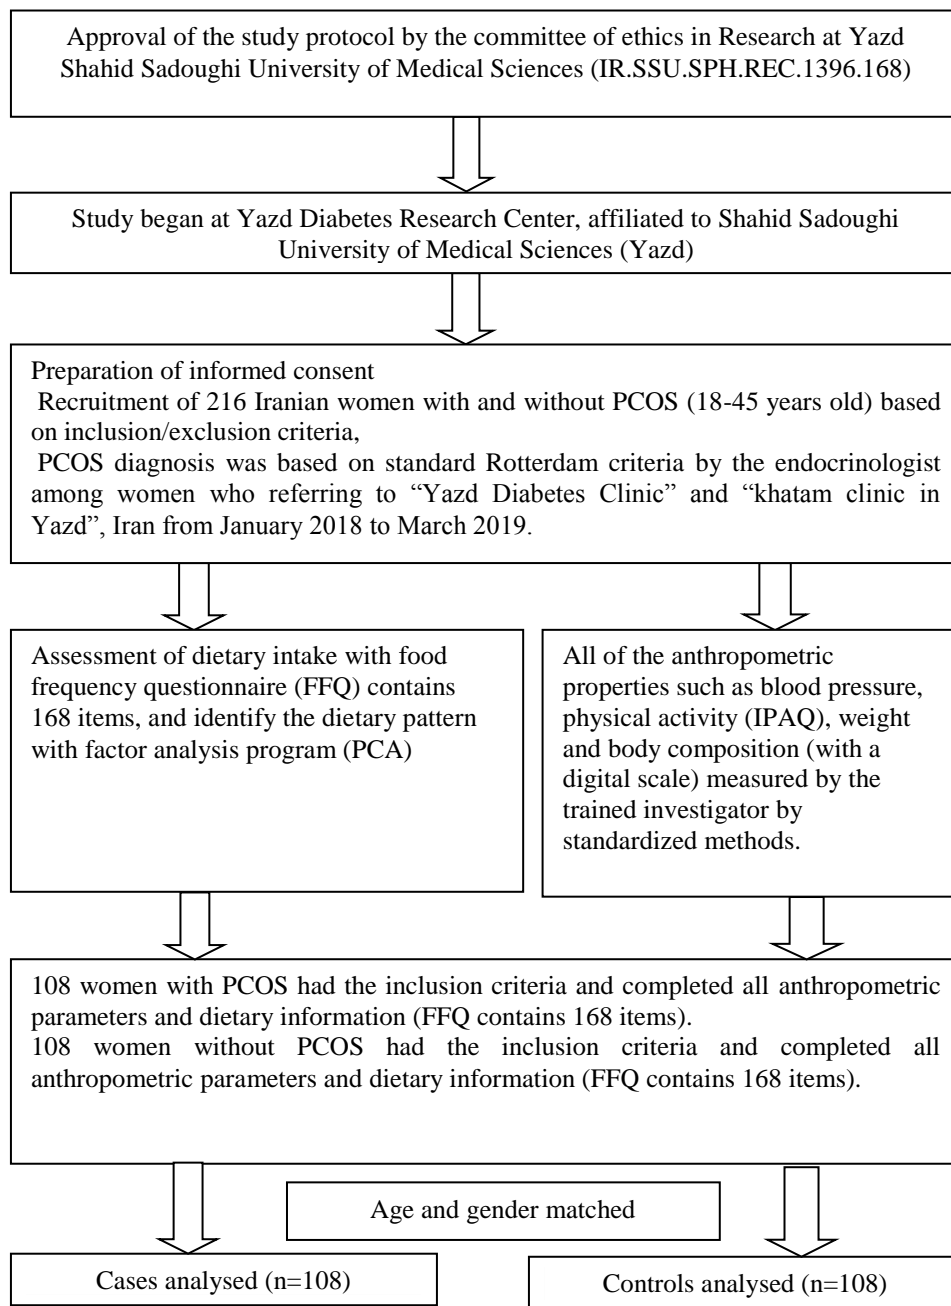 Approval of the study protocol by the committee of ethics in Research at Yazd
Shahid Sadoughi University of Medical Sciences (IR.SSU.SPH.REC.1396.168)
Study began at Yazd Diabetes Research Center, affiliated to Shahid Sadoughi
University of Medical Sciences (Yazd)
Preparation of informed consent
Recruitment of 216 Iranian women with and without PCOS (18-45 years old) based
on inclusion/exclusion criteria,
PCOS diagnosis was based on standard Rotterdam criteria by the endocrinologist
among women who referring to “Yazd Diabetes Clinic” and “khatam clinic in
Yazd”, Iran from January 2018 to March 2019.
Assessment of dietary intake with food
frequency questionnaire (FFQ) contains
168 items, and identify the dietary pattern
with factor analysis program (PCA)
All of the anthropometric
properties such as blood pressure,
physical activity (IPAQ), weight
and body composition (with a
digital scale) measured by the
trained investigator by
standardized methods.
108 women with PCOS had the inclusion criteria and completed all anthropometric
parameters and dietary information (FFQ contains 168 items).
108 women without PCOS had the inclusion criteria and completed all
anthropometric parameters and dietary information (FFQ contains 168 items).
Age and gender matched
Cases analysed (n=108)
Controls analysed (n=108)